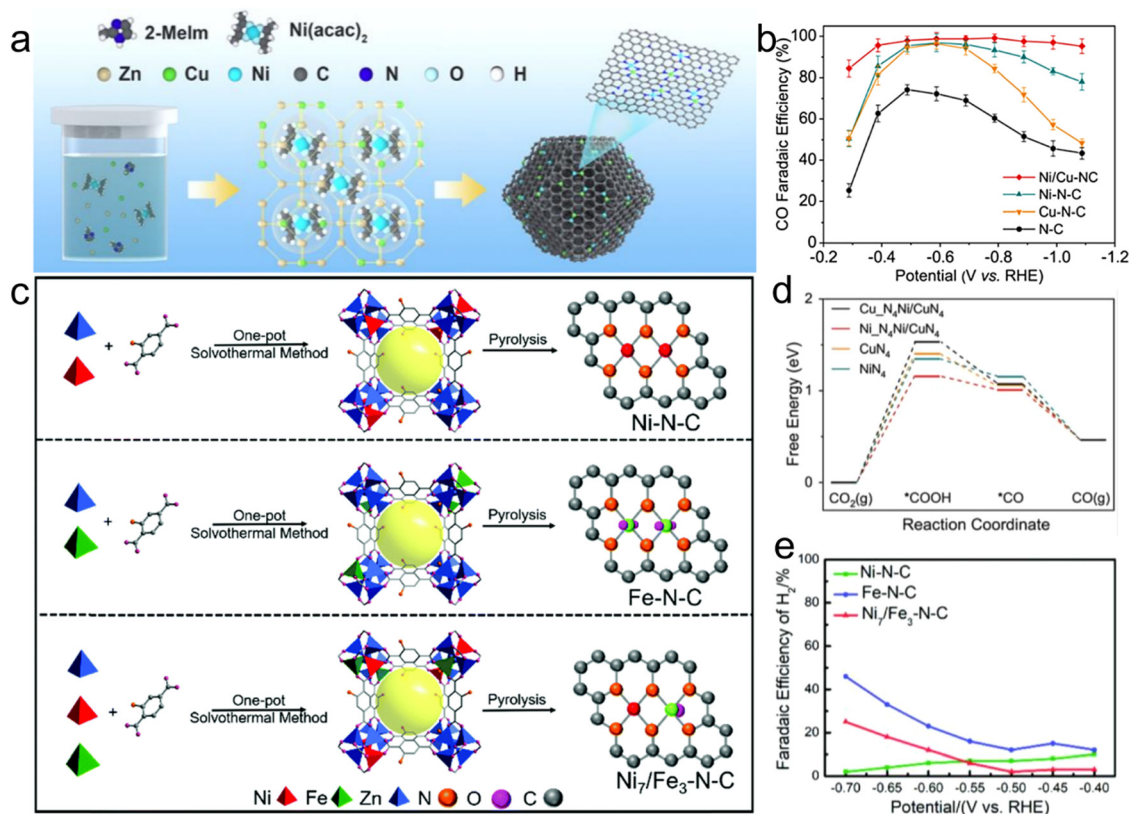 a
2-MeIm
Ni(acac)2
Zn Cu Ni C N O H
b
CO Faradaic Efficiency (%)
100
80
60
40
20
0
Ni/Cu-NC
Ni-N-C
Cu-N-C
N-C
-0.2 -0.4 -0.6 -0.8 -1.0 -1.2
Potential (V vs. RHE)
c
+
One-pot
Solvothermal Method
Pyrolysis
Ni-N-C
+
One-pot
Solvothermal Method
Pyrolysis
Fe-N-C
+
One-pot
Solvothermal Method
Pyrolysis
Ni7/Fe3-N-C
Ni Fe Zn N O C
d
Free Energy (eV)
2
1
0
Cu_N4Ni/CuN4
Ni_N4Ni/CuN4
CuN4
NiN4
CO2(g) *COOH *CO CO(g)
Reaction Coordinate
e
Faradaic Efficiency of H2/%
100
80
60
40
20
0
Ni-N-C
Fe-N-C
Ni7/Fe3-N-C
-0.70 -0.65 -0.60 -0.55 -0.50 -0.45 -0.40
Potential/(V vs. RHE)